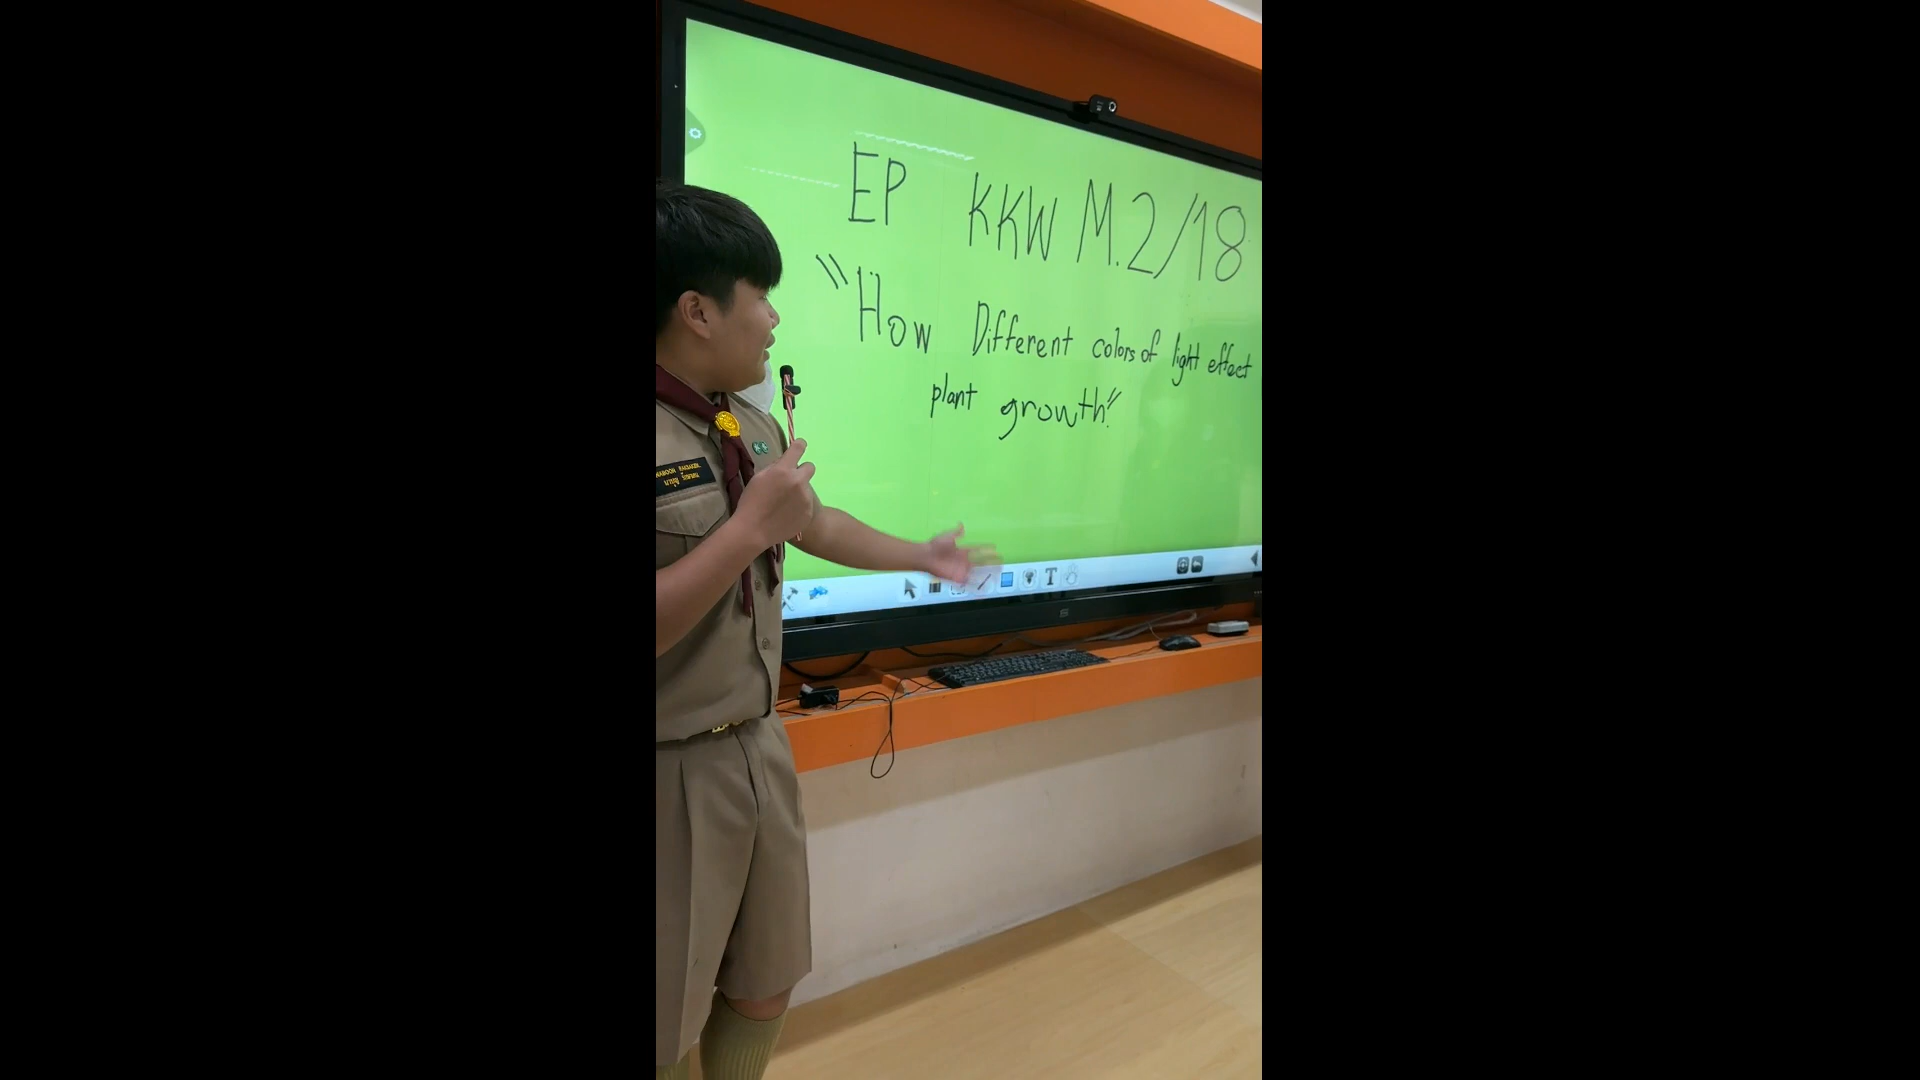 EP KKW M.2/18
"How Different colors of light effect
plant growth"
T